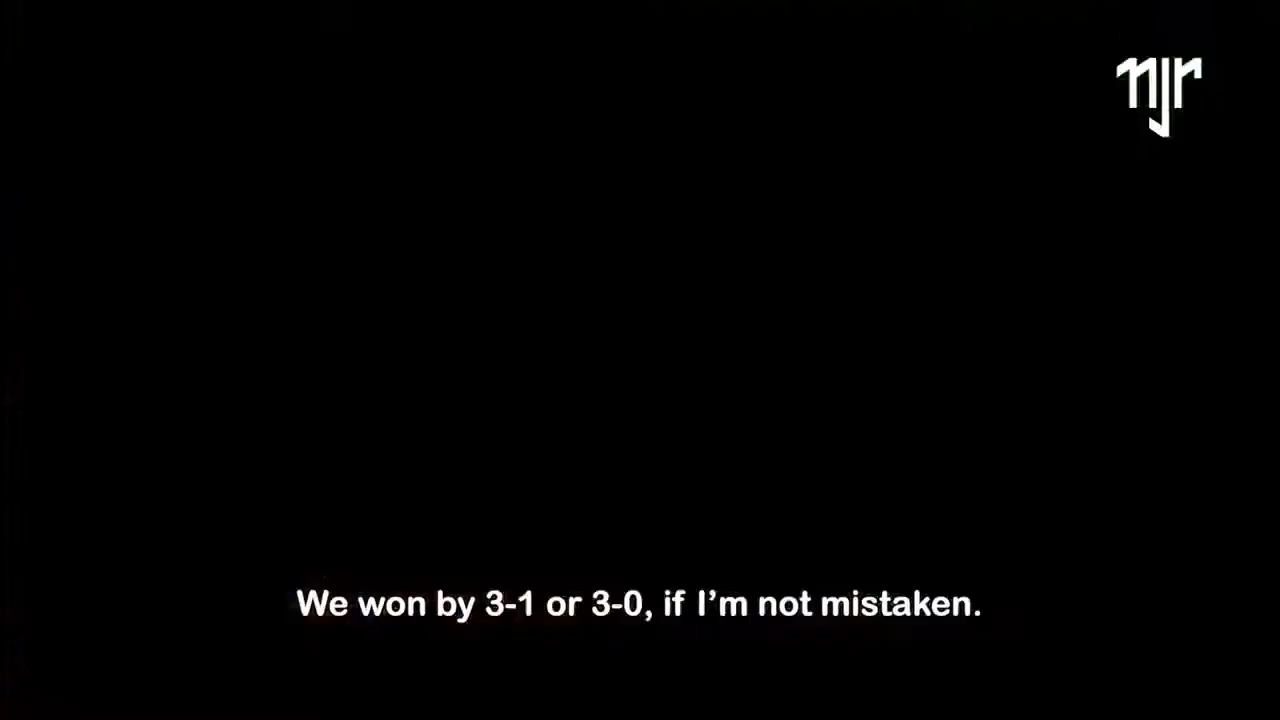 njr
We won by 3-1 or 3-0, if I’m not mistaken.